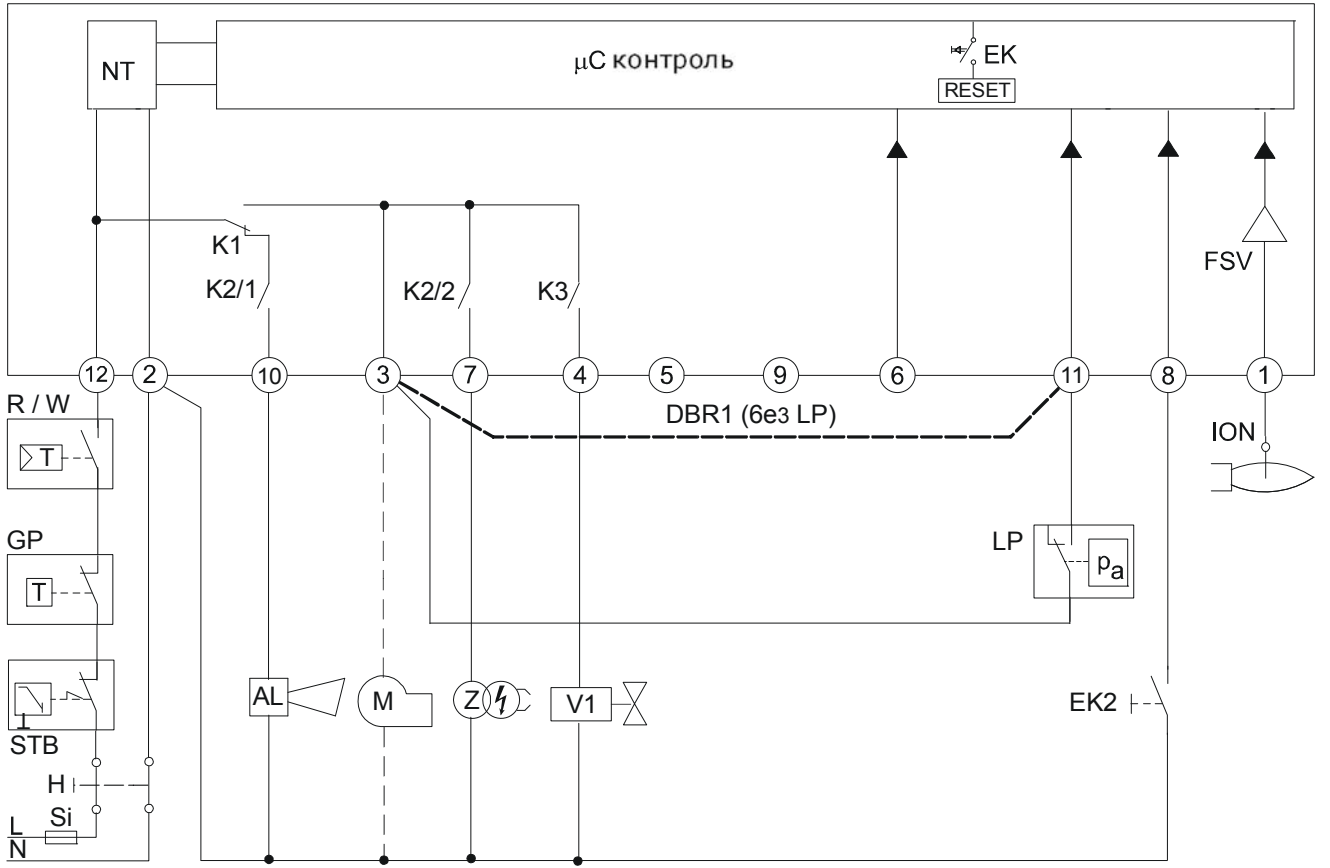 NT
μC контроль
EK
RESET
K1
FSV
K2/1
K2/2
K3
12
2
10
3
7
4
5
9
6
11
8
1
R / W
DBR1 (6e3 LP)
ION
T
GP
LP
pa
T
AL
M
Z
V1
EK2
STB
H
Si
L
N